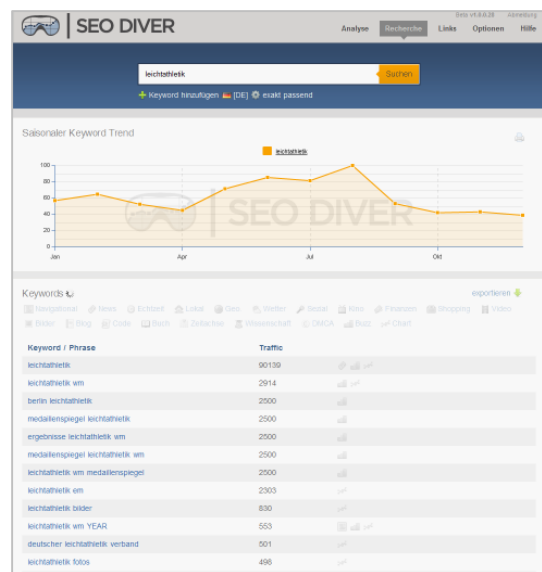 SEO DIVER
Beta v1.0.0.28 Abmeldung
Analyse Recherche Links Optionen Hilfe
leichtathletik Suchen
Keyword hinzufügen [DE] exakt passend
Saisonaler Keyword Trend
leichtathletik
100
80
60
40
20
0
Jan Apr Jul Okt
SEO DIVER
Keywords exportieren
Navigational News Echtzeit Lokal Geo Wetter Social Kino Finanzen Shopping Video
Bilder Blog Code Buch Zeitachse Wissenschaft DMCA Buzz Chart
Keyword / Phrase Traffic
leichtathletik 90139
leichtathletik wm 2914
berlin leichtathletik 2500
medaillenspiegel leichtathletik 2500
ergebnisse leichtathletik wm 2500
medaillenspiegel leichtathletik wm 2500
leichtathletik wm medaillenspiegel 2500
leichtathletik em 2303
leichtathletik bilder 830
leichtathletik wm YEAR 553
deutscher leichtathletik verband 501
leichtathletik fotos 498